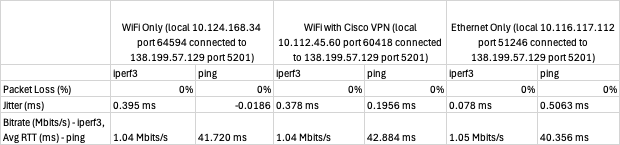 WiFi Only (local 10.124.168.34
port 64594 connected to
138.199.57.129 port 5201)
WiFi with Cisco VPN (local
10.112.45.60 port 60418 connected
to 138.199.57.129 port 5201)
Ethernet Only (local 10.116.117.112
port 51246 connected to
138.199.57.129 port 5201)
iperf3 ping iperf3 ping iperf3 ping
Packet Loss (%) 0% 0% 0% 0% 0% 0%
Jitter (ms) 0.395 ms -0.0186 0.378 ms 0.1956 ms 0.078 ms 0.5063 ms
Bitrate (Mbits/s) - iperf3,
Avg RTT (ms) - ping 1.04 Mbits/s 41.720 ms 1.04 Mbits/s 42.884 ms 1.05 Mbits/s 40.356 ms